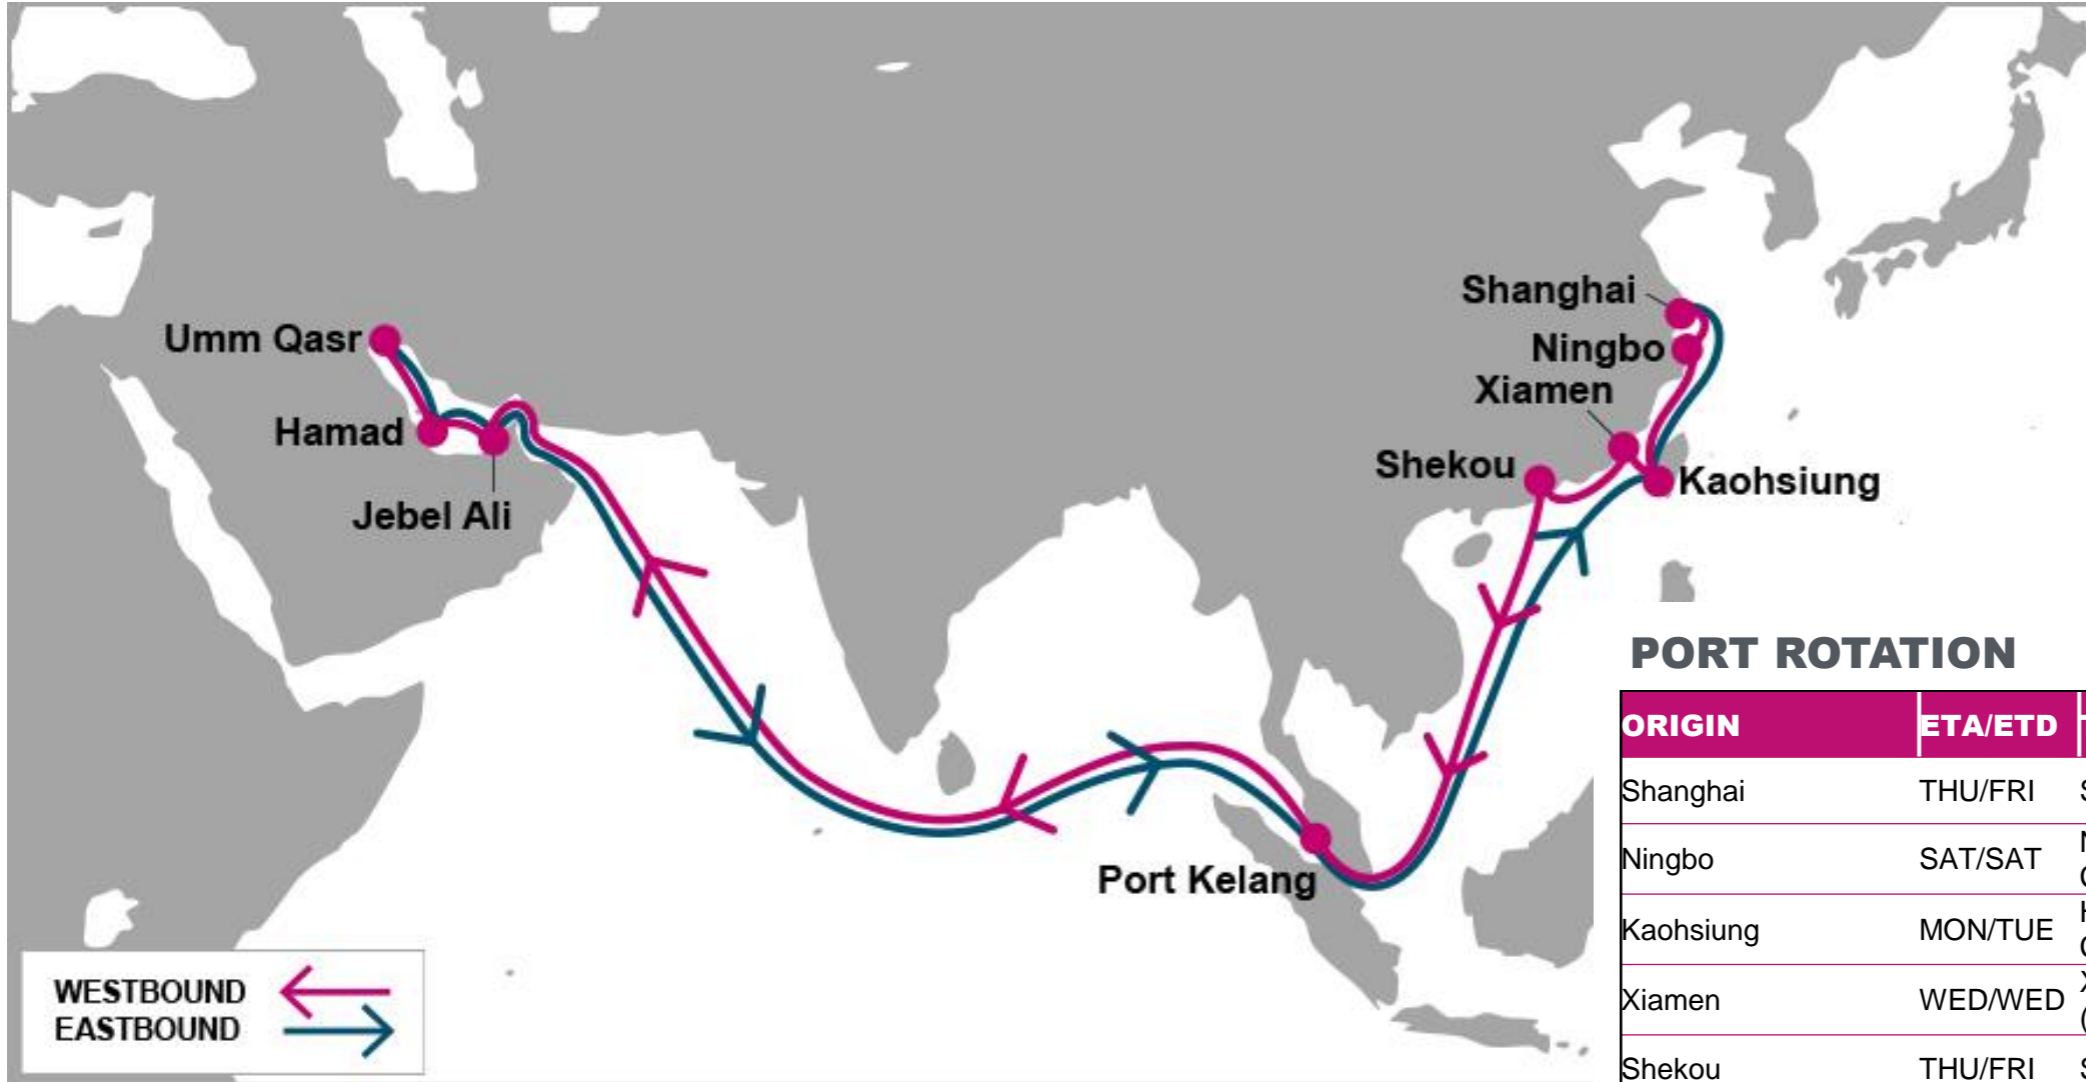 Shanghai
Ningbo
Xiamen
Shekou
Kaohsiung
Umm Qasr
Hamad
Jebel Ali
Port Kelang
WESTBOUND
EASTBOUND
PORT ROTATION
ORIGIN ETA/ETD
Shanghai THU/FRI
Ningbo SAT/SAT
Kaohsiung MON/TUE
Xiamen WED/WED
Shekou THU/FRI